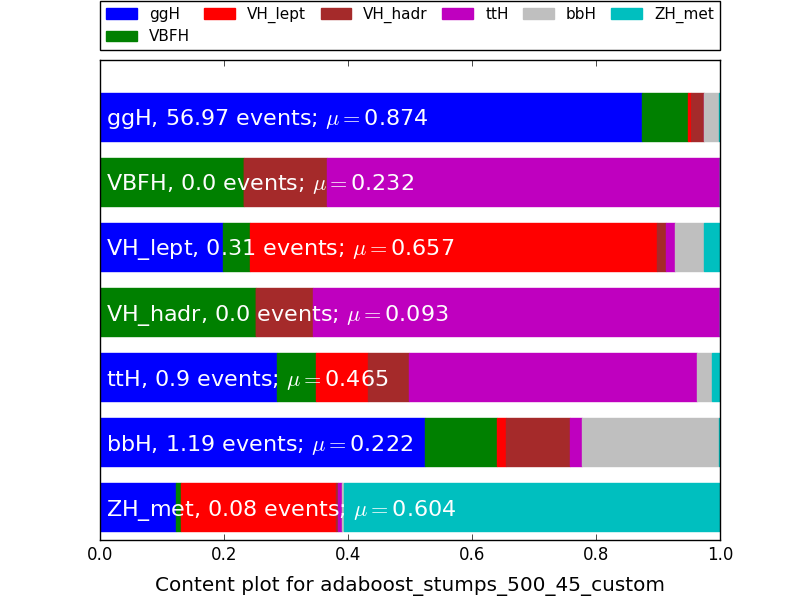 ggH VH_lept VH_hadr ttH bbH ZH_met
VBFH
ggH, 56.97 events; μ = 0.874
VBFH, 0.0 events; μ = 0.232
VH_lept, 0.31 events; μ = 0.657
VH_hadr, 0.0 events; μ = 0.093
ttH, 0.9 events; μ = 0.465
bbH, 1.19 events; μ = 0.222
ZH_met, 0.08 events; μ = 0.604
0.0 0.2 0.4 0.6 0.8 1.0
Content plot for adaboost_stumps_500_45_custom